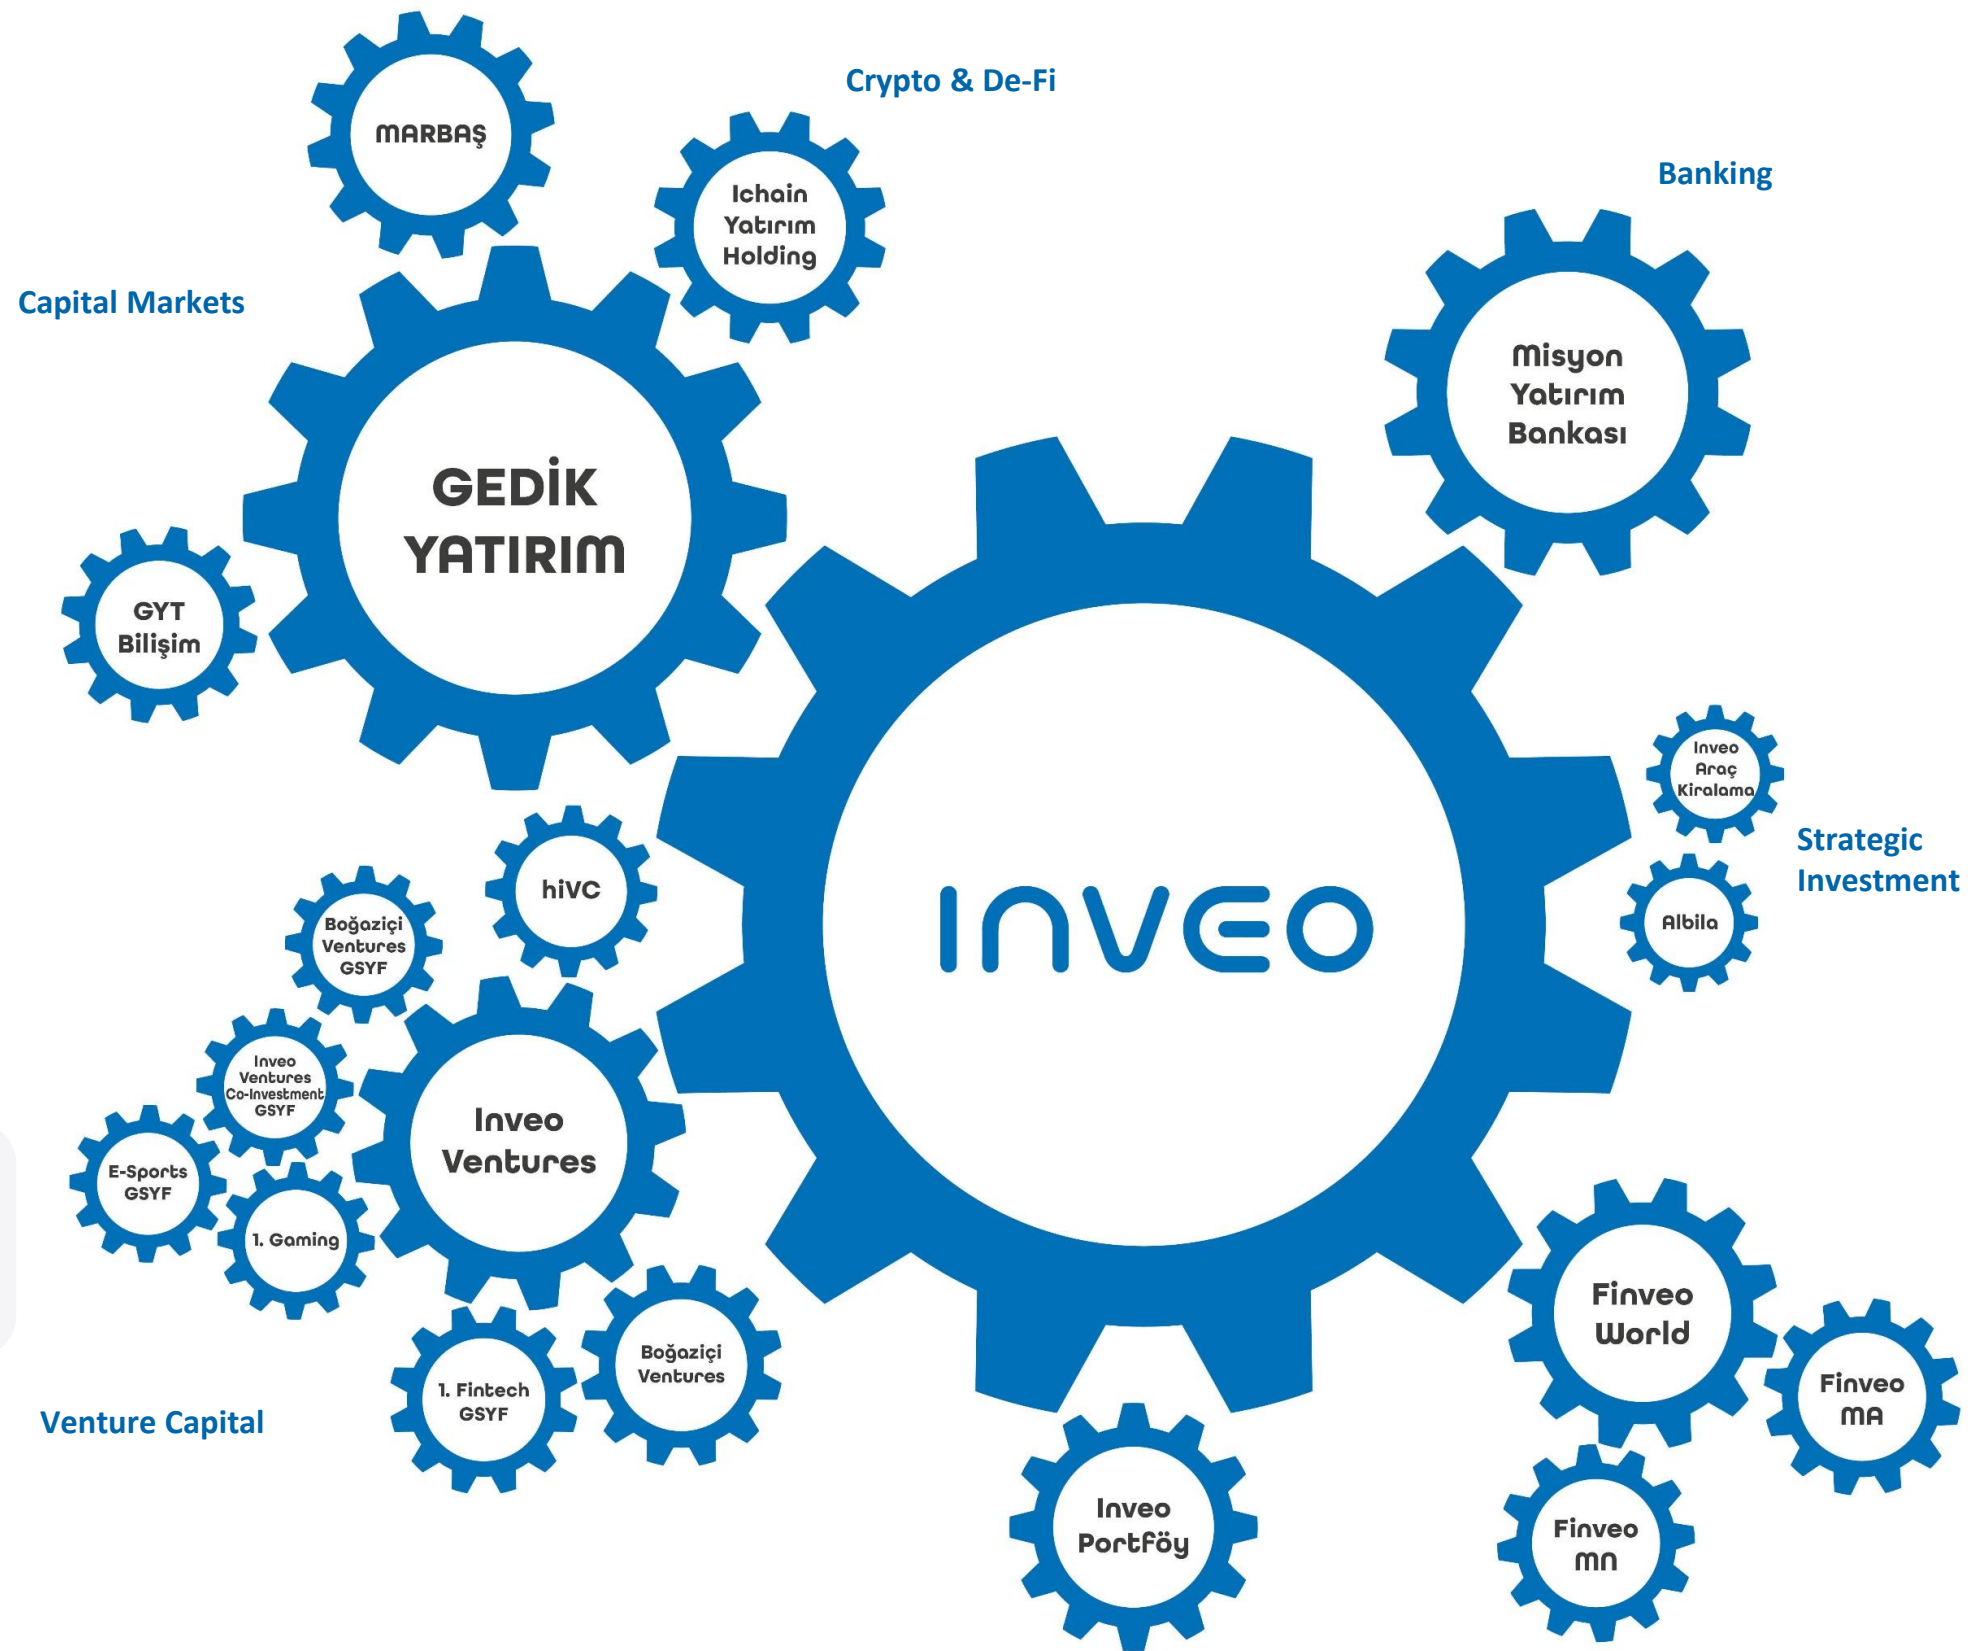 MARBAŞ
Crypto & De-Fi
Ichain
Yatırım
Holding
Banking
Capital Markets
Misyon
Yatırım
Bankası
GEDİK
YATIRIM
GYT
Bilişim
Inveo
Araç
Kiralama
Strategic
Investment
Albila
hiVC
INVEO
Boğaziçi
Ventures
GSYF
Inveo
Ventures
Co-Investment
GSYF
Inveo
Ventures
E-Sports
GSYF
1. Gaming
Finveo
World
Boğaziçi
Ventures
1. Fintech
GSYF
Finveo
MA
Venture Capital
Inveo
Portföy
Finveo
MN